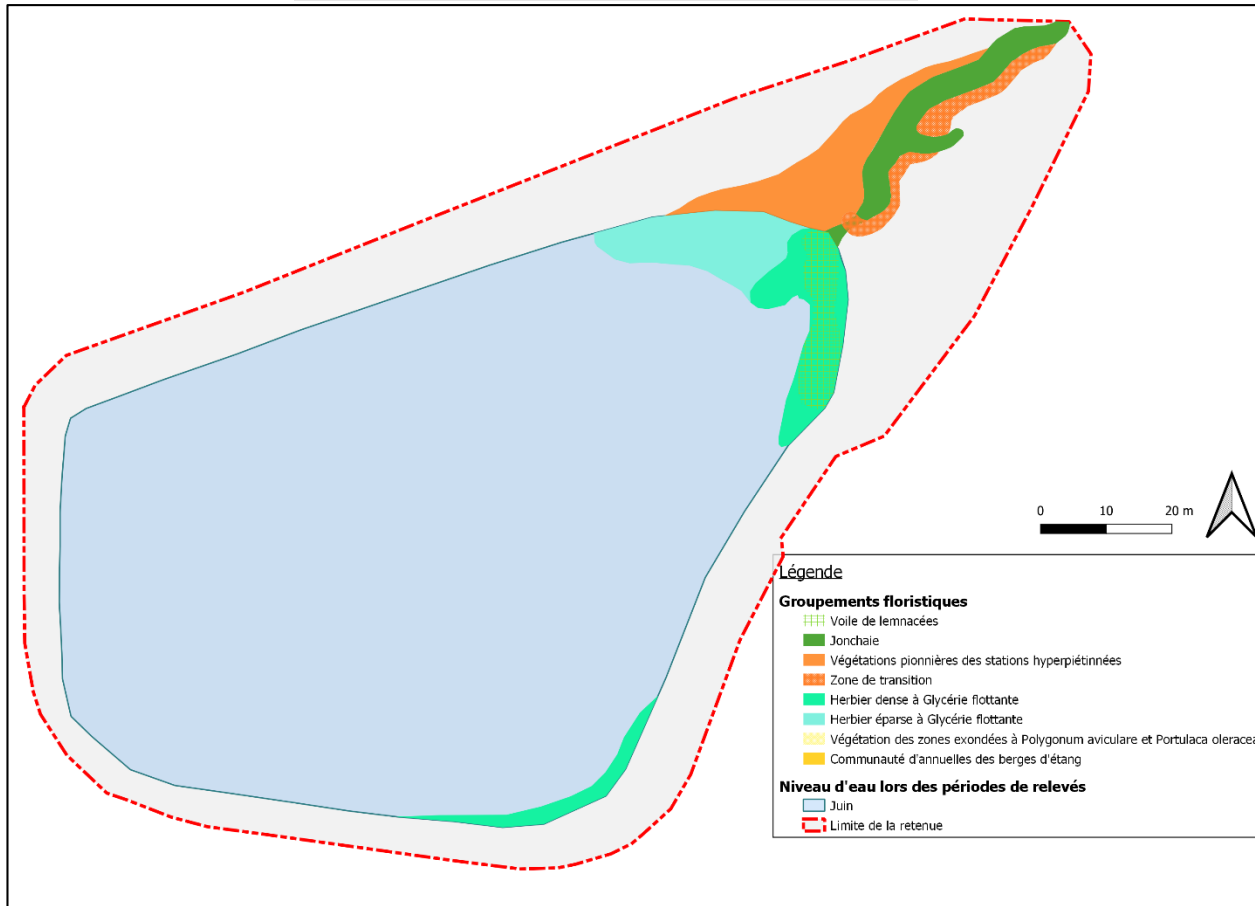 0 10 20 m
Légende
Groupements floristiques
Voile de lemnacées
Jonchaie
Végétations pionnières des stations hyperpiétinnées
Zone de transition
Herbier dense à Glycérie flottante
Herbier éparse à Glycérie flottante
Végétation des zones exondées à Polygonum aviculare et Portulaca oleracea
Communauté d'annuelles des berges d'étang
Niveau d'eau lors des périodes de relevés
Juin
Limite de la retenue